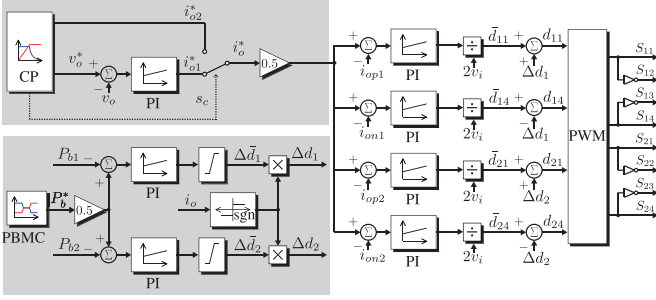 CP
i*o2
v*o
+
−
vo
PI
i*o1
sc
i*o
0.5
Pb1
−
+
PI
Δd̄1
×
Δd1
P*b
PBMC
0.5
io
sgn
+
Pb2
−
PI
Δd̄2
×
Δd2
+
−
iop1
PI
÷
2vi
d̄11
+
+
Δd1
d11
+
−
ion1
PI
÷
2vi
d̄14
+
−
Δd1
d14
+
−
iop2
PI
÷
2vi
d̄21
+
+
Δd2
d21
+
−
ion2
PI
÷
2vi
d̄24
+
−
Δd2
d24
PWM
S11
S12
S13
S14
S21
S22
S23
S24